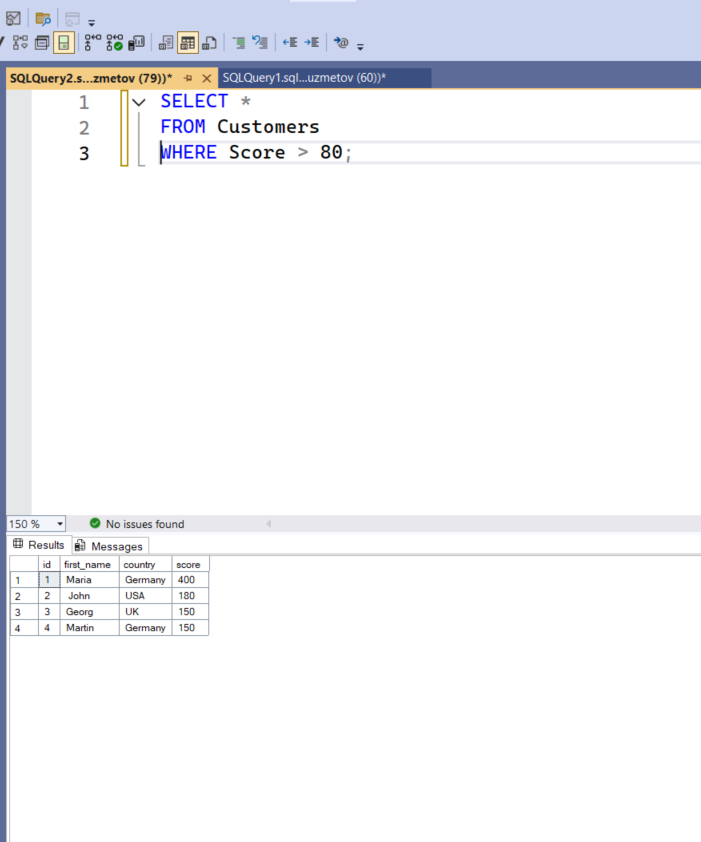 SQLQuery2.s...zmetov (79))*
SQLQuery1.sql...uzmetov (60))*
1 SELECT *
2 FROM Customers
3 WHERE Score > 80;
150 %
No issues found
Results
Messages
id first_name country score
1 1 Maria Germany 400
2 2 John USA 180
3 3 Georg UK 150
4 4 Martin Germany 150